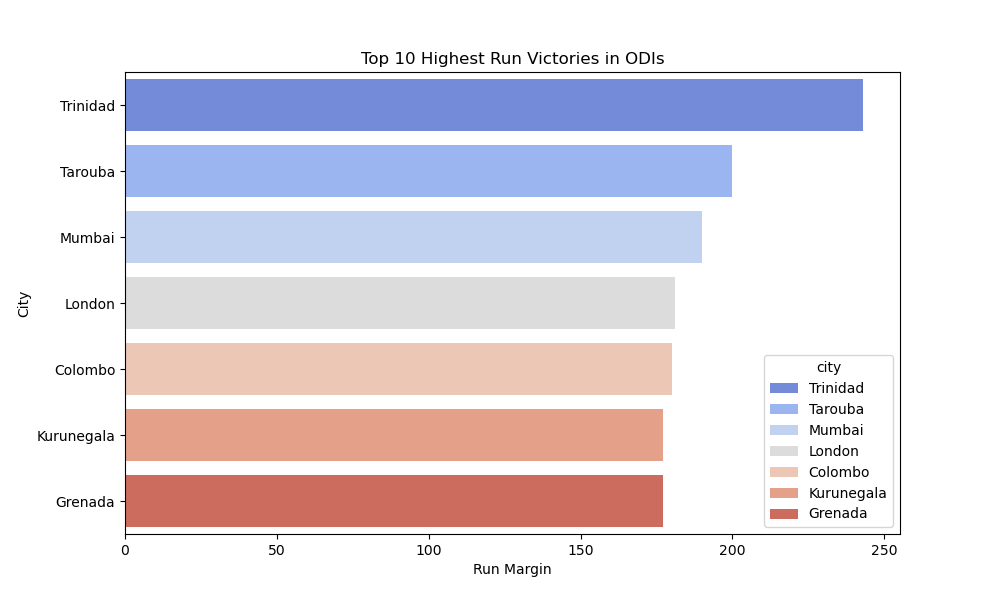 Top 10 Highest Run Victories in ODIs
City
Trinidad
Tarouba
Mumbai
London
Colombo
Kurunegala
Grenada
0 50 100 150 200 250
Run Margin
city
Trinidad
Tarouba
Mumbai
London
Colombo
Kurunegala
Grenada